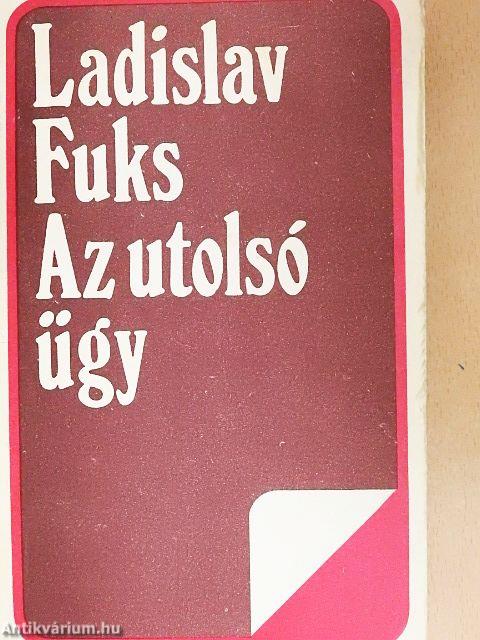 Ladislav
Fuks
Az utolsó
ügy
Antikvárium.hu